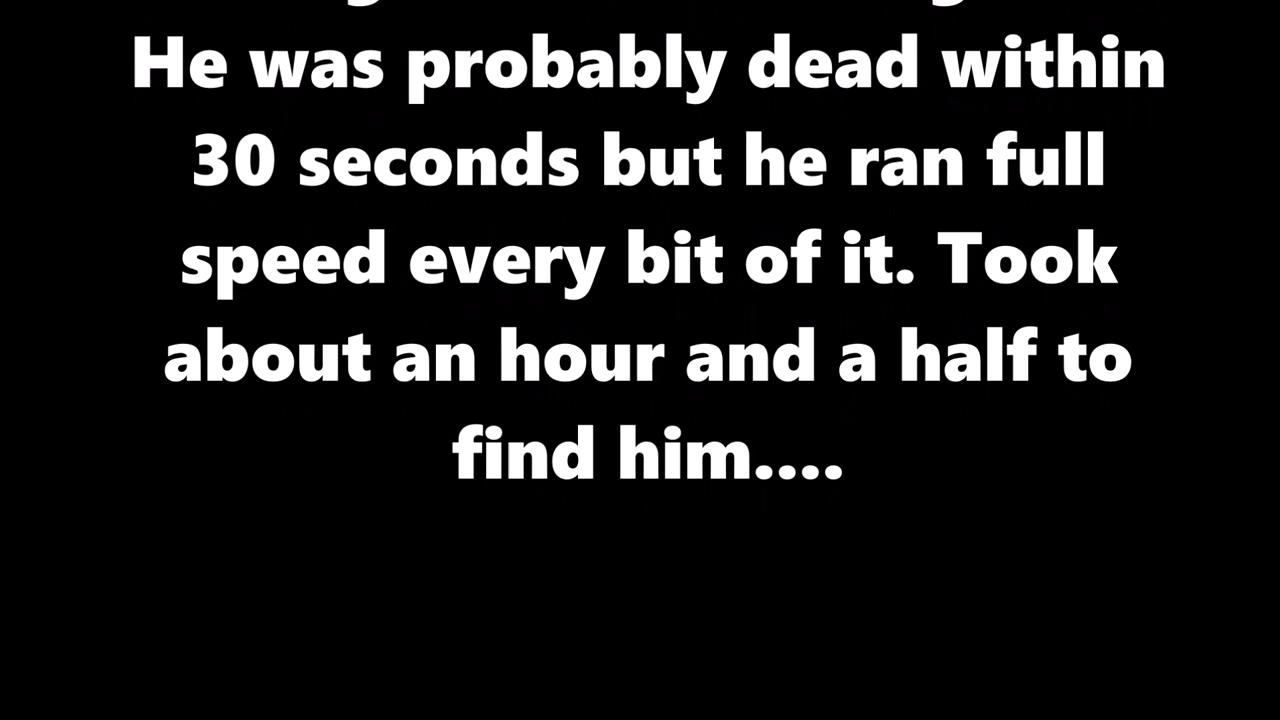 He was probably dead within
30 seconds but he ran full
speed every bit of it. Took
about an hour and a half to
find him....